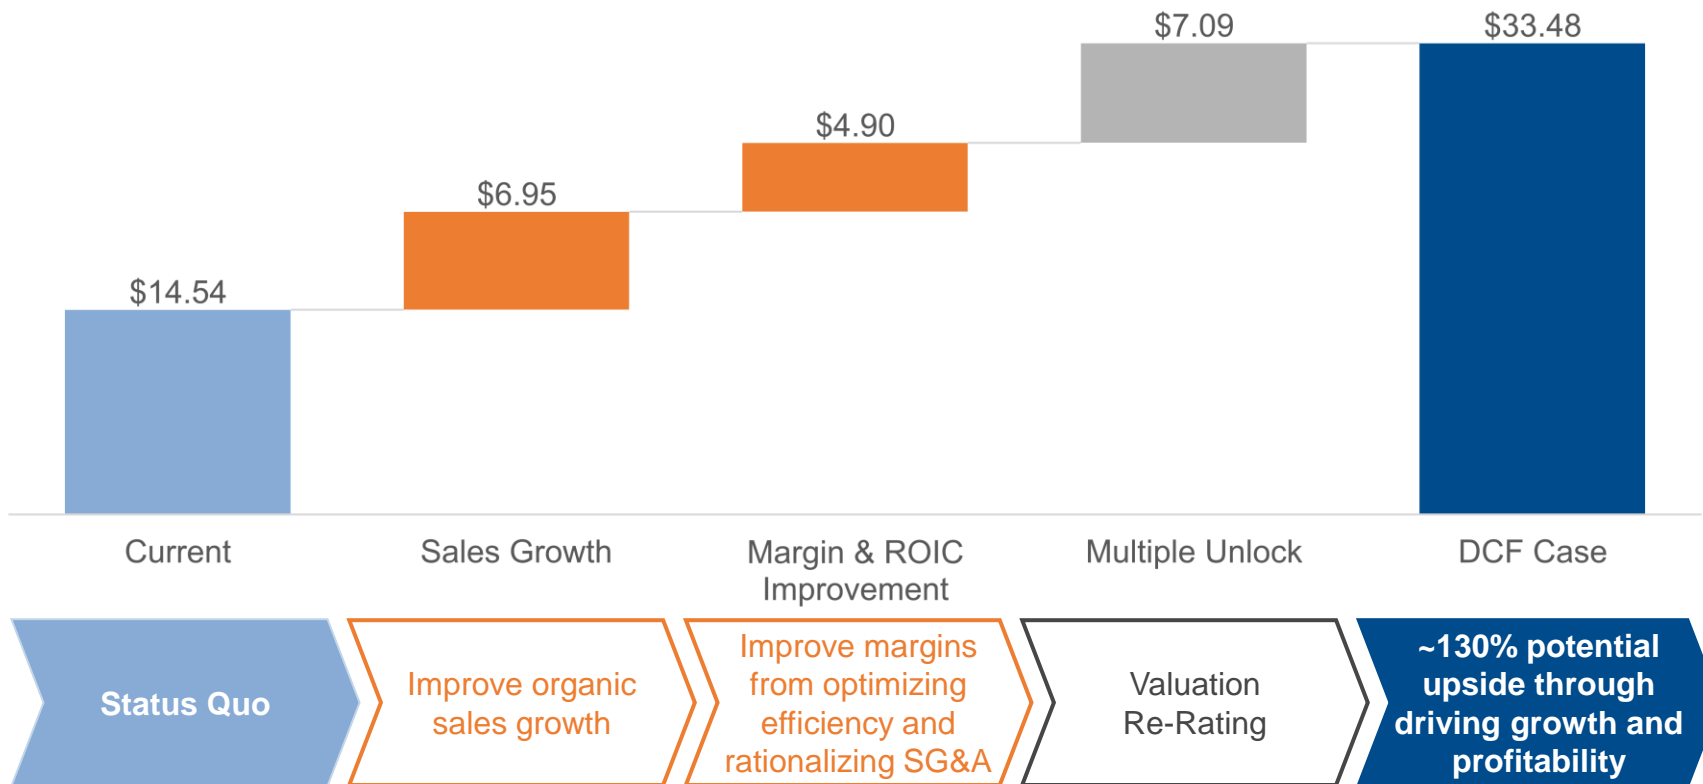 $14.54
$6.95
$4.90
$7.09
$33.48
Current
Sales Growth
Margin & ROIC
Improvement
Multiple Unlock
DCF Case
Status Quo
Improve organic
sales growth
Improve margins
from optimizing
efficiency and
rationalizing SG&A
Valuation
Re-Rating
~130% potential
upside through
driving growth and
profitability